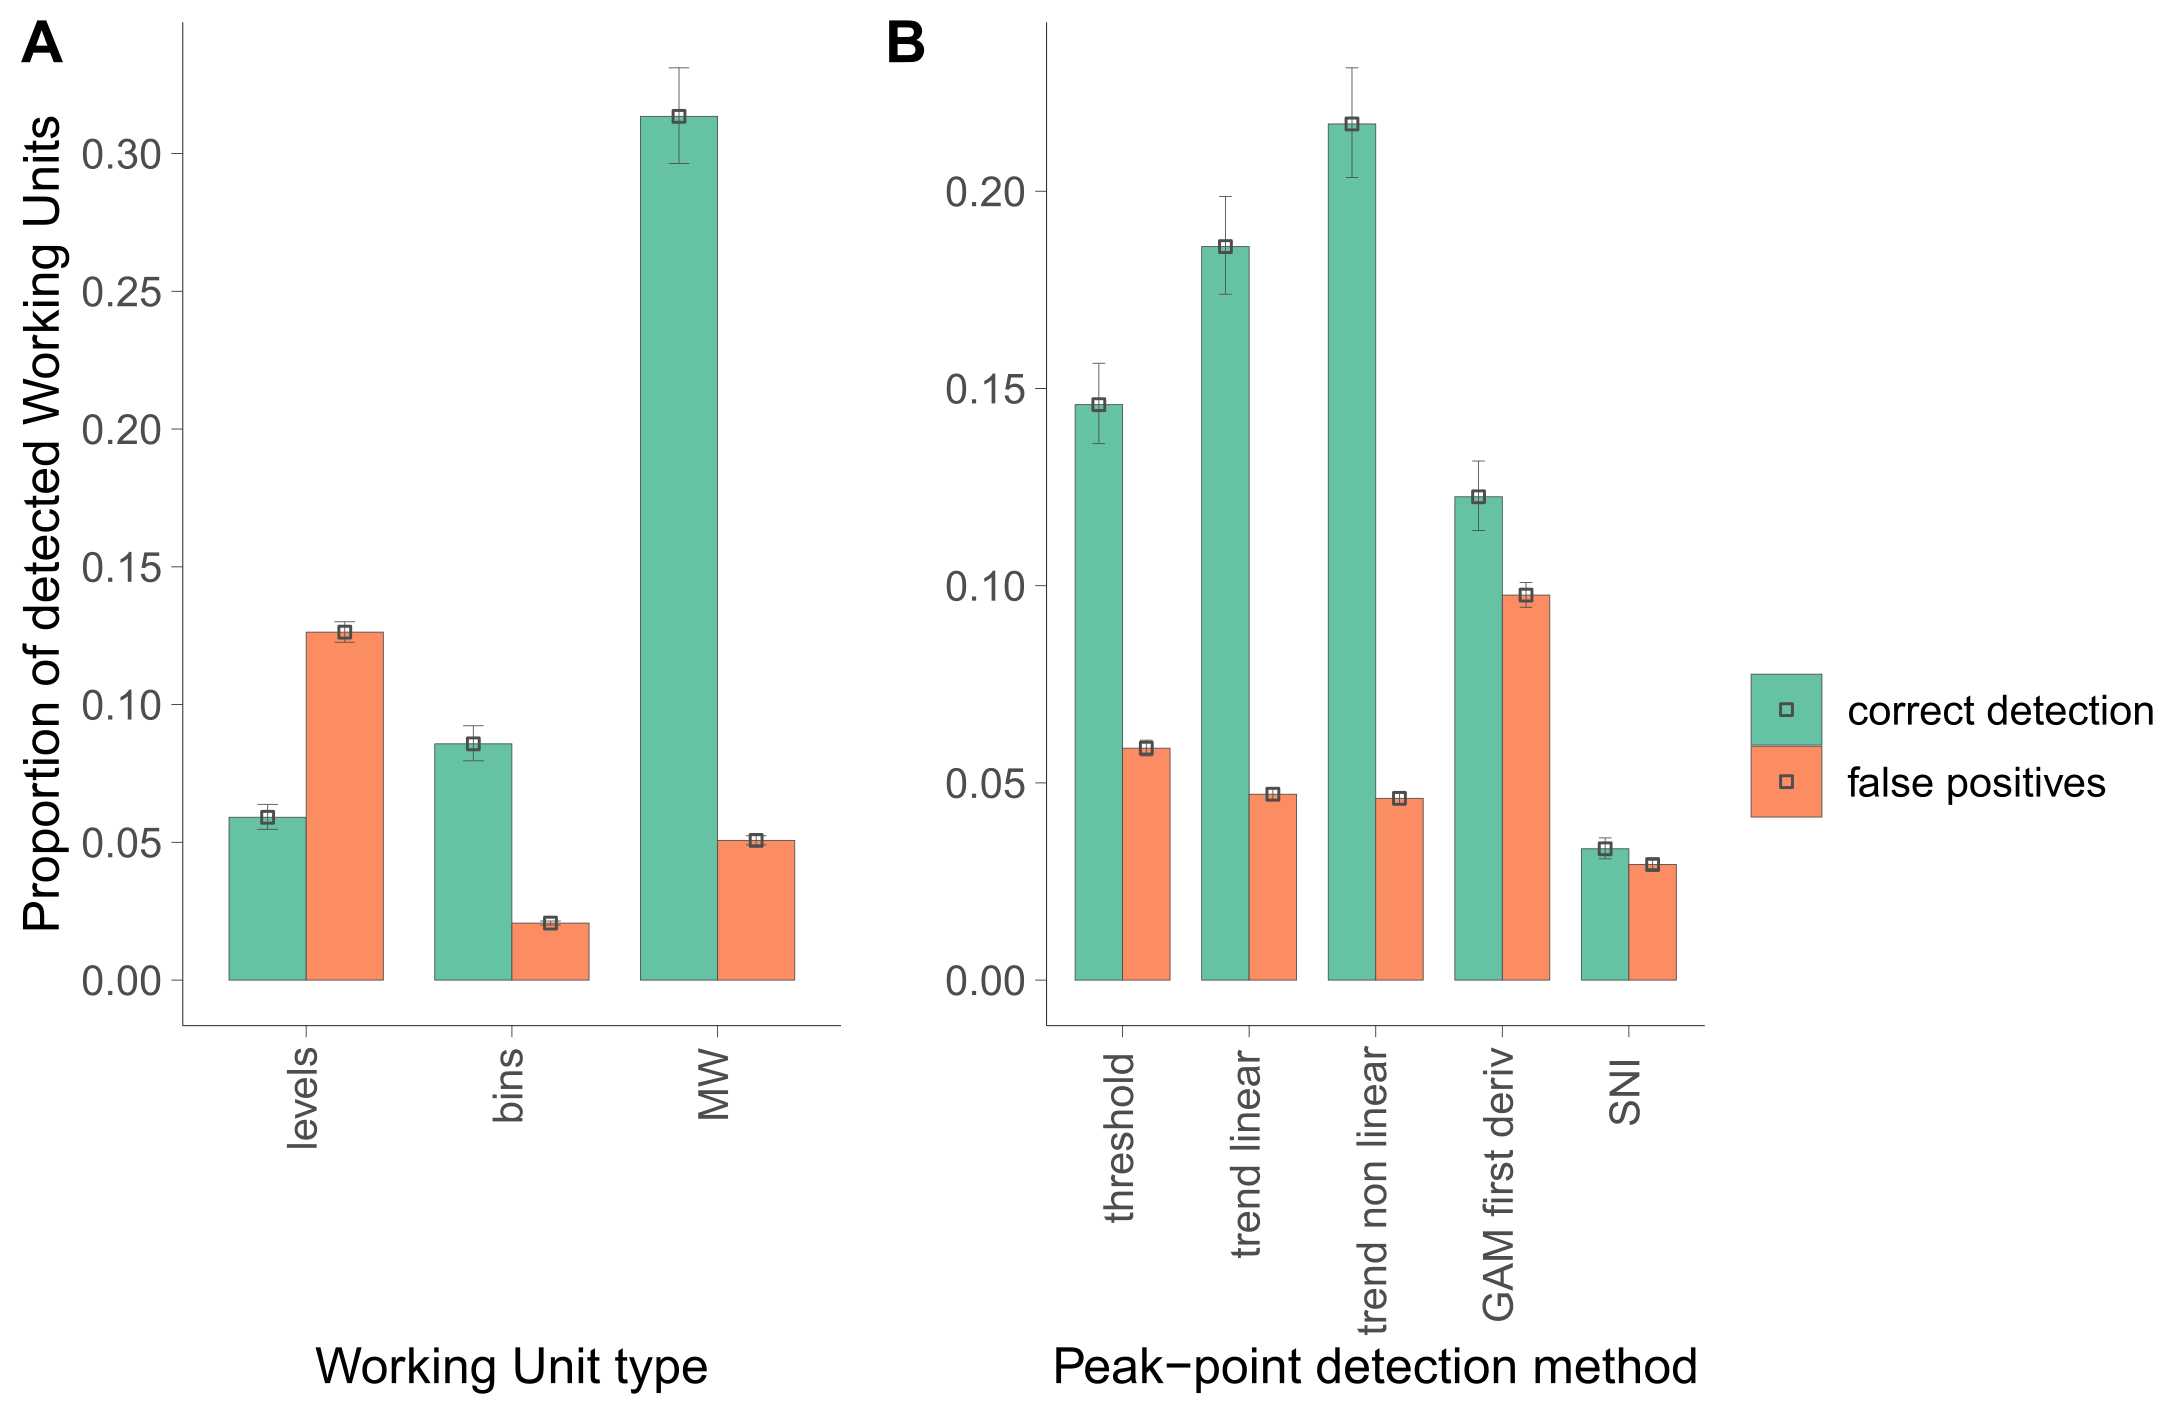 A
B
Proportion of detected Working Units
0.30
0.25
0.20
0.15
0.10
0.05
0.00
levels
bins
MW
Working Unit type
0.20
0.15
0.10
0.05
0.00
threshold
trend linear
trend non linear
GAM first deriv
SNI
Peak−point detection method
correct detection
false positives